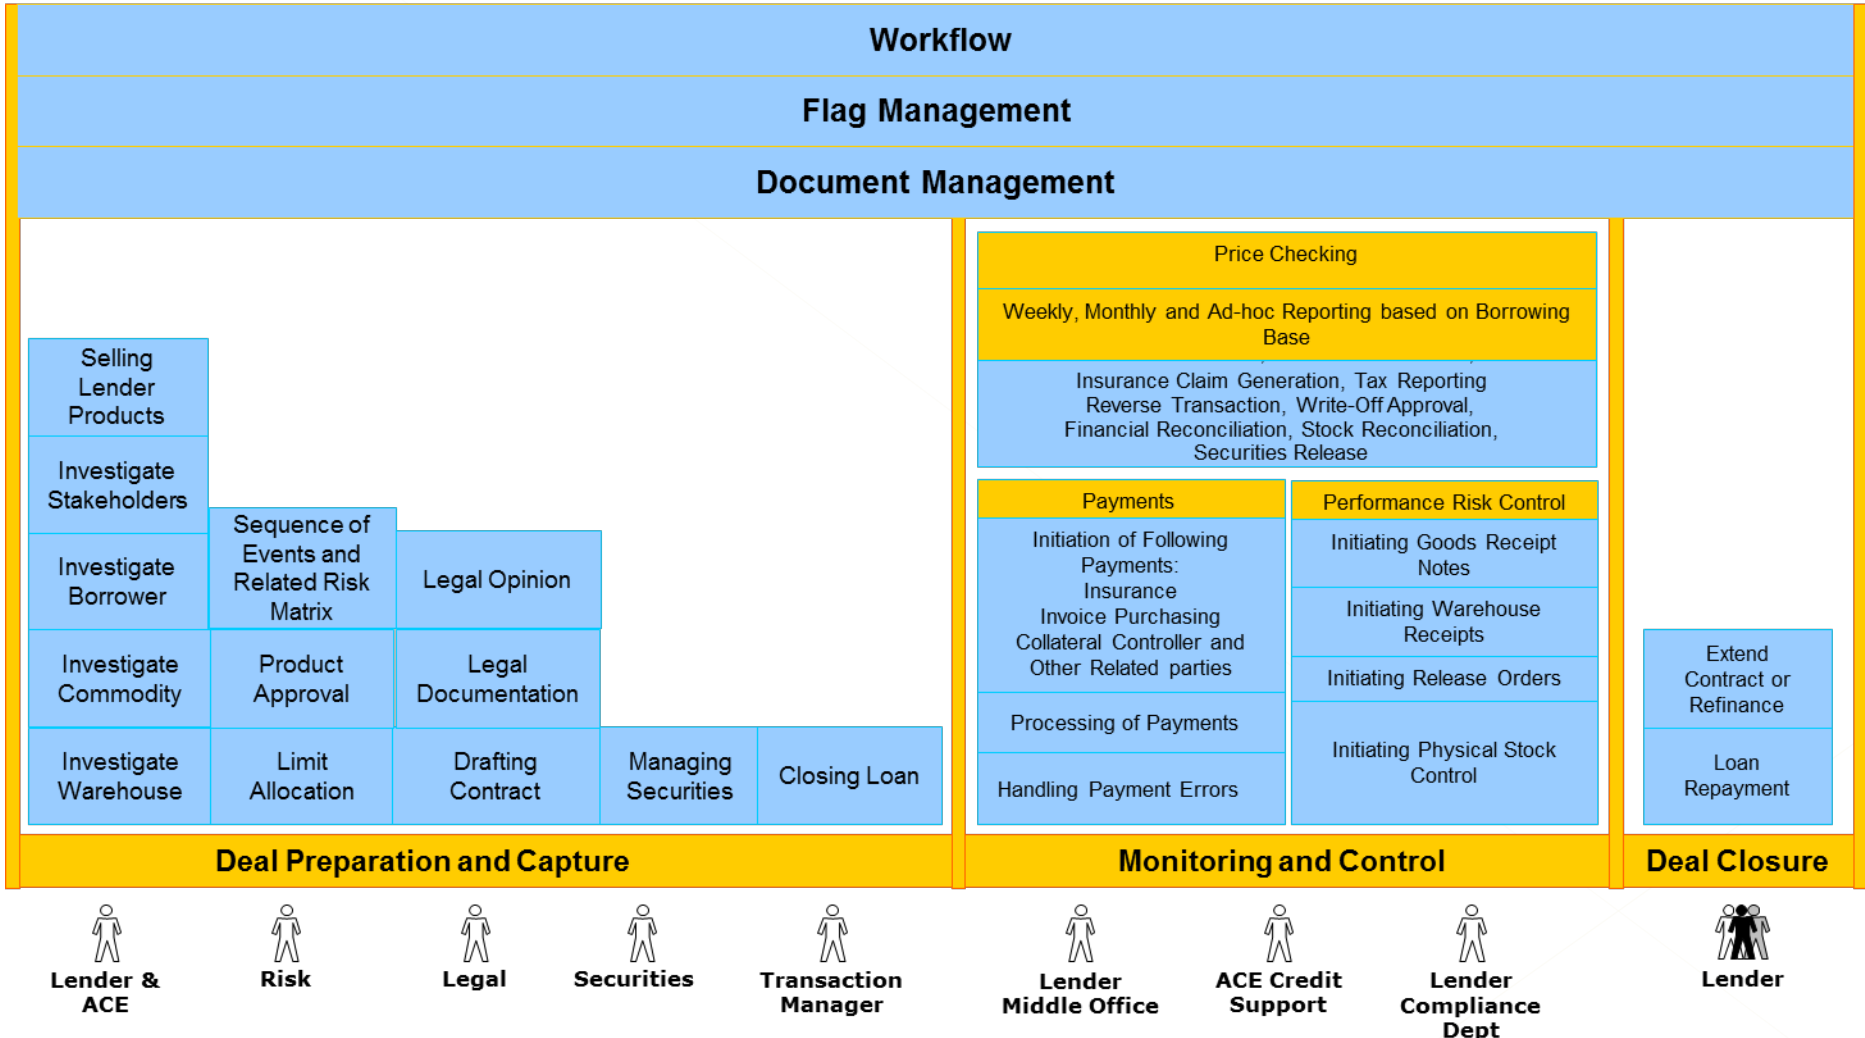 Workflow
Flag Management
Document Management
Selling
Lender
Products
Investigate
Stakeholders
Investigate
Borrower
Investigate
Commodity
Investigate
Warehouse
Sequence of
Events and
Related Risk
Matrix
Product
Approval
Limit
Allocation
Legal Opinion
Legal
Documentation
Drafting
Contract
Managing
Securities
Closing Loan
Price Checking
Weekly, Monthly and Ad-hoc Reporting based on Borrowing
Base
Insurance Claim Generation, Tax Reporting
Reverse Transaction, Write-Off Approval,
Financial Reconciliation, Stock Reconciliation,
Securities Release
Payments
Initiation of Following
Payments:
Insurance
Invoice Purchasing
Collateral Controller and
Other Related parties
Processing of Payments
Handling Payment Errors
Performance Risk Control
Initiating Goods Receipt
Notes
Initiating Warehouse
Receipts
Initiating Release Orders
Initiating Physical Stock
Control
Extend
Contract or
Refinance
Loan
Repayment
Deal Preparation and Capture
Monitoring and Control
Deal Closure
Lender &
ACE
Risk
Legal
Securities
Transaction
Manager
Lender
Middle Office
ACE Credit
Support
Lender
Compliance
Dept
Lender